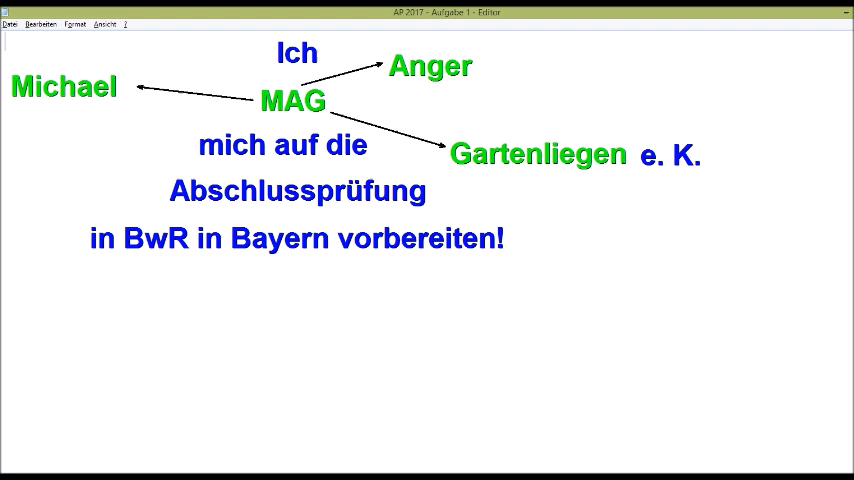 AP 2017 - Aufgabe 1 - Editor
Datei Bearbeiten Format Ansicht ?
Ich
Anger
Michael
MAG
mich auf die
Gartenliegen e. K.
Abschlussprüfung
in BwR in Bayern vorbereiten!